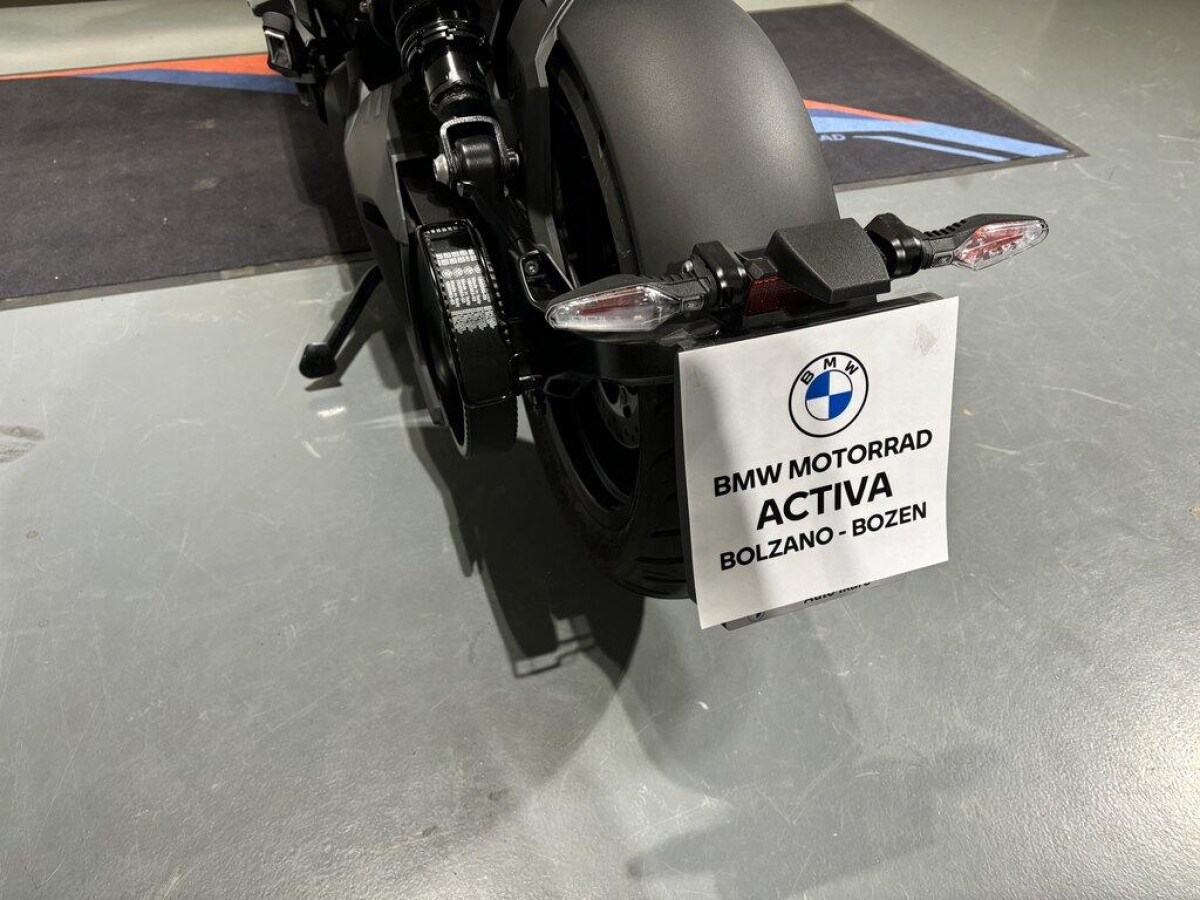 BMW
BMW MOTORRAD
ACTIVA
BOLZANO - BOZEN